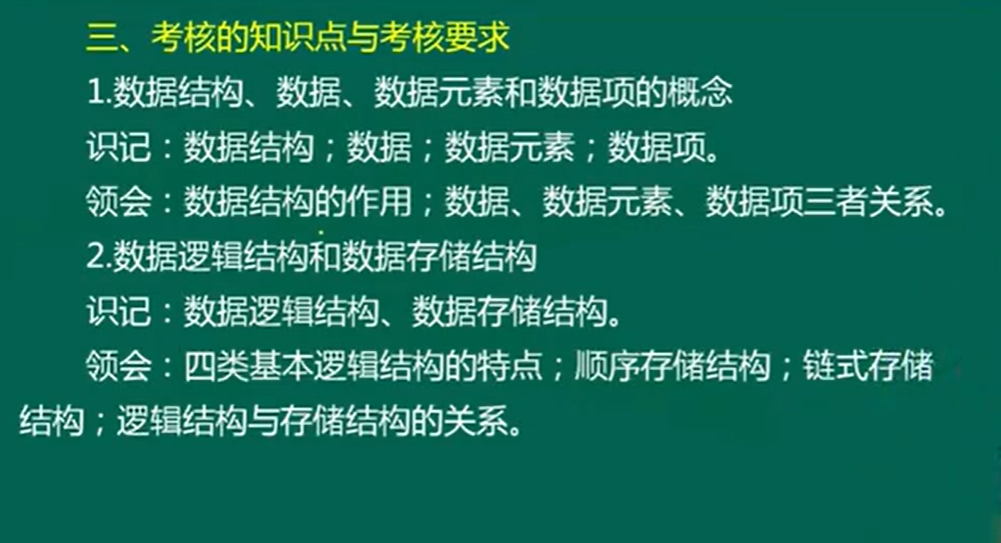 三、考核的知识点与考核要求
1.数据结构、数据、数据元素和数据项的概念
识记：数据结构；数据；数据元素；数据项。
领会：数据结构的作用；数据、数据元素、数据项三者关系。
2.数据逻辑结构和数据存储结构
识记：数据逻辑结构、数据存储结构。
领会：四类基本逻辑结构的特点；顺序存储结构；链式存储
结构；逻辑结构与存储结构的关系。